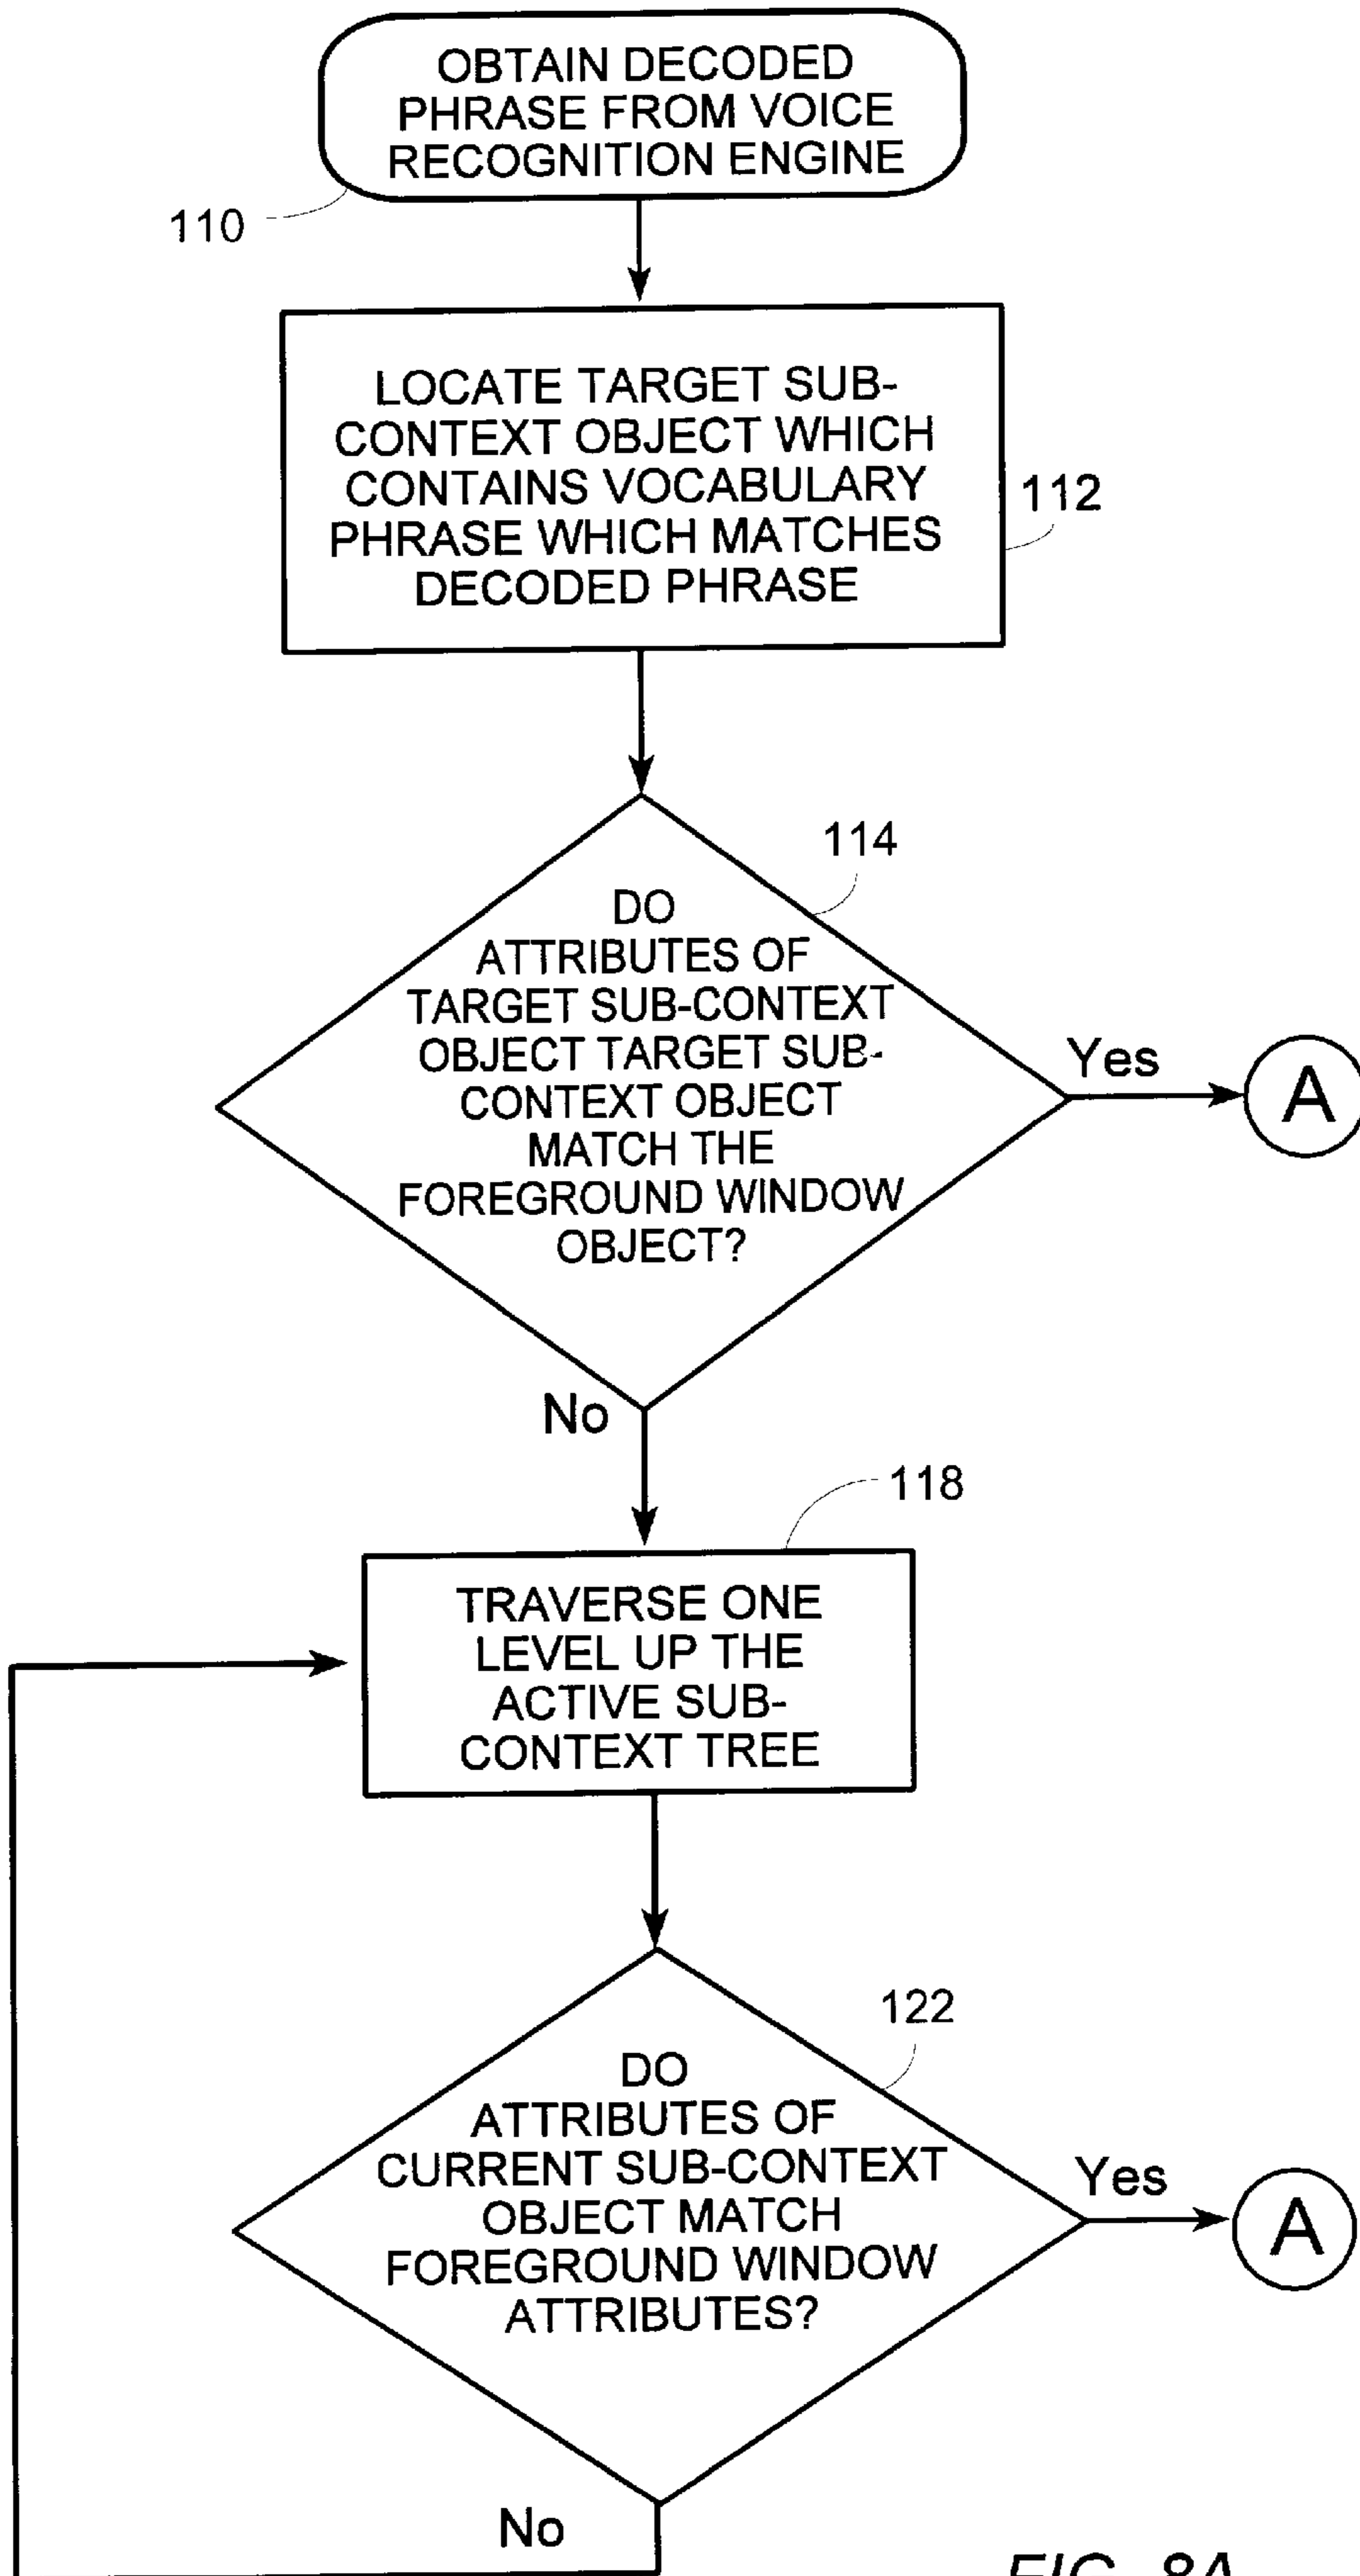 OBTAIN DECODED
PHRASE FROM VOICE
RECOGNITION ENGINE
110
LOCATE TARGET SUB-
CONTEXT OBJECT WHICH
CONTAINS VOCABULARY
PHRASE WHICH MATCHES
DECODED PHRASE
112
114
DO
ATTRIBUTES OF
TARGET SUB-CONTEXT
OBJECT TARGET SUB-
CONTEXT OBJECT
MATCH THE
FOREGROUND WINDOW
OBJECT?
Yes
A
No
118
TRAVERSE ONE
LEVEL UP THE
ACTIVE SUB-
CONTEXT TREE
122
DO
ATTRIBUTES OF
CURRENT SUB-CONTEXT
OBJECT MATCH
FOREGROUND WINDOW
ATTRIBUTES?
Yes
A
No
FIG. 8A